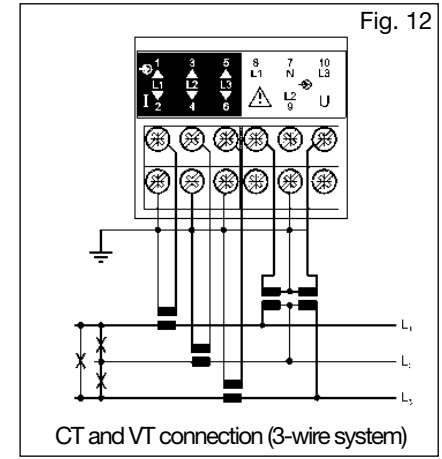 Fig. 12
1 3 5 8 7 10
L1 N L3
L1 L2 L3
I L2 U
2 4 6 9
L₁
L₂
L₃
CT and VT connection (3-wire system)